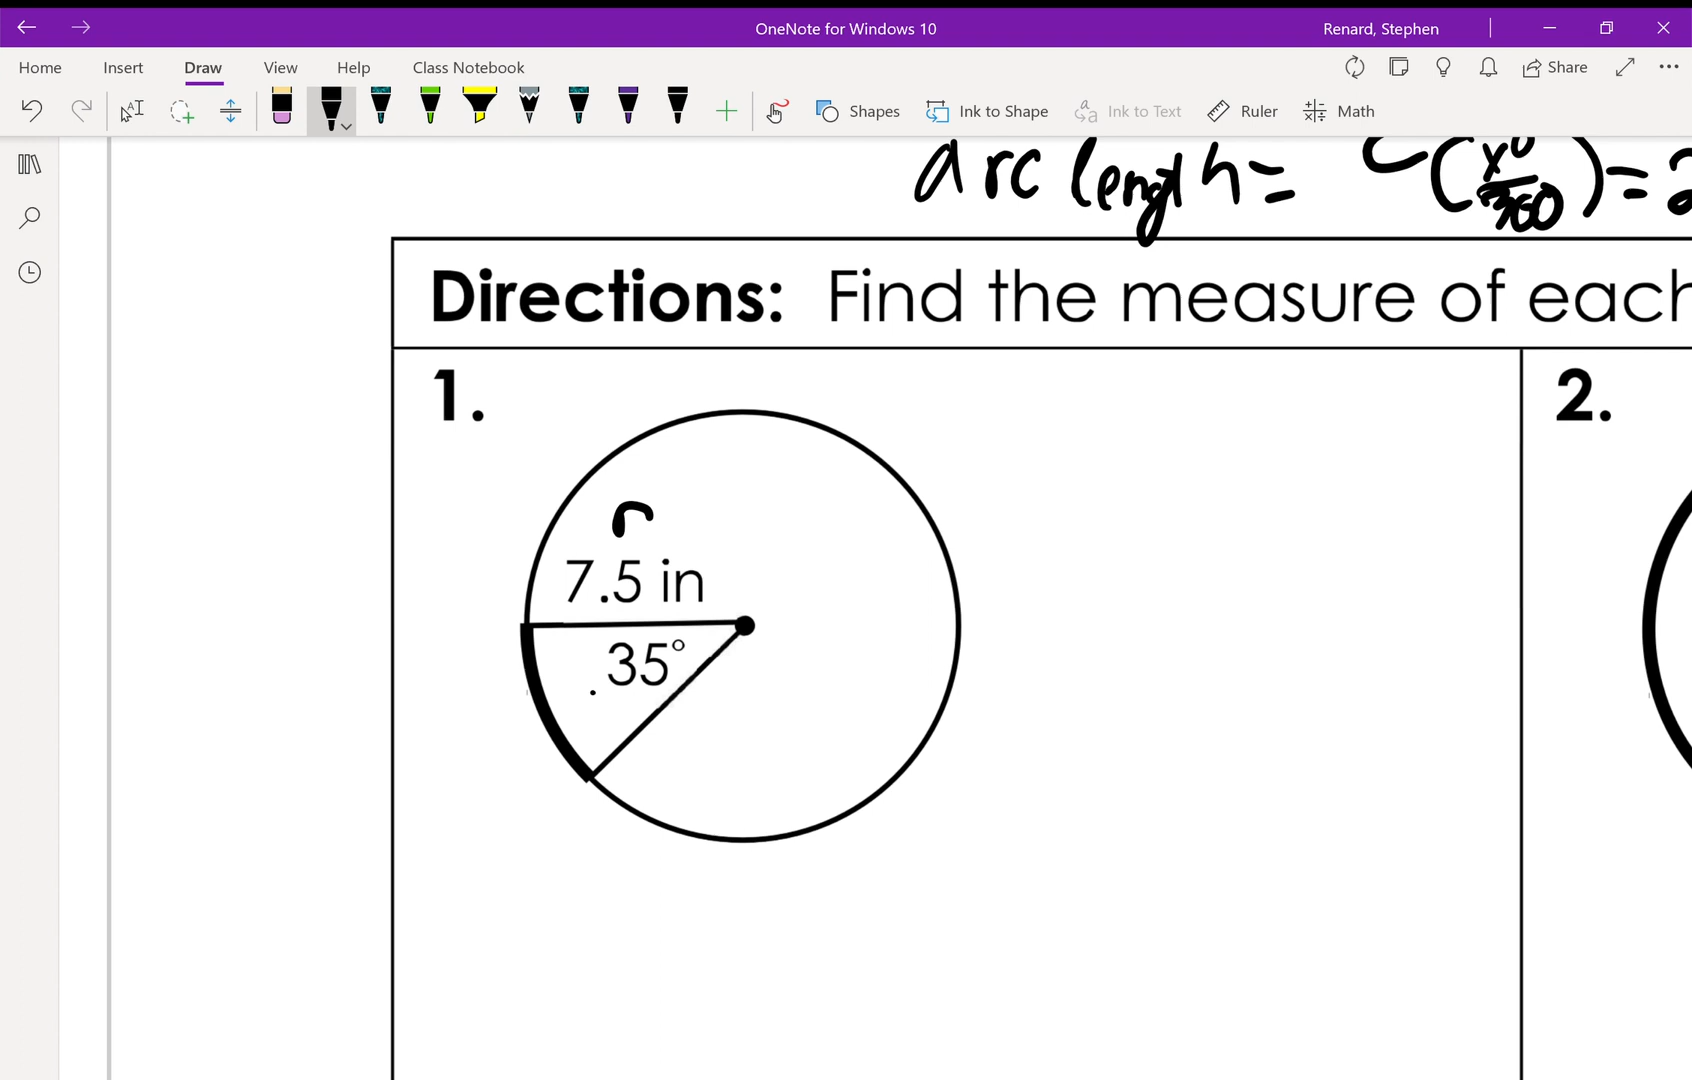 OneNote for Windows 10
Renard, Stephen
Home Insert Draw View Help Class Notebook Share
Shapes Ink to Shape Ink to Text Ruler Math
arc length = C (x°/360) = 2
Directions: Find the measure of each
1.
2.
r
7.5 in
35°